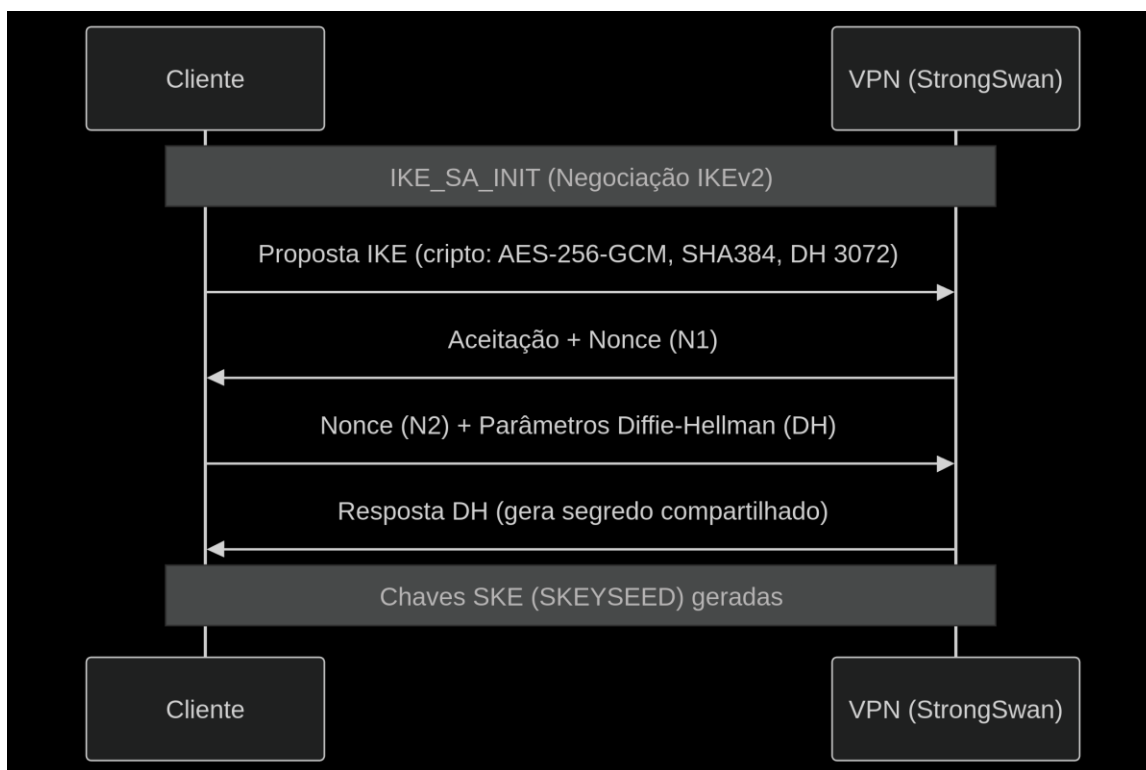 Cliente
VPN (StrongSwan)
IKE_SA_INIT (Negociação IKEv2)
Proposta IKE (cripto: AES-256-GCM, SHA384, DH 3072)
Aceitação + Nonce (N1)
Nonce (N2) + Parâmetros Diffie-Hellman (DH)
Resposta DH (gera segredo compartilhado)
Chaves SKE (SKEYSEED) geradas
Cliente
VPN (StrongSwan)